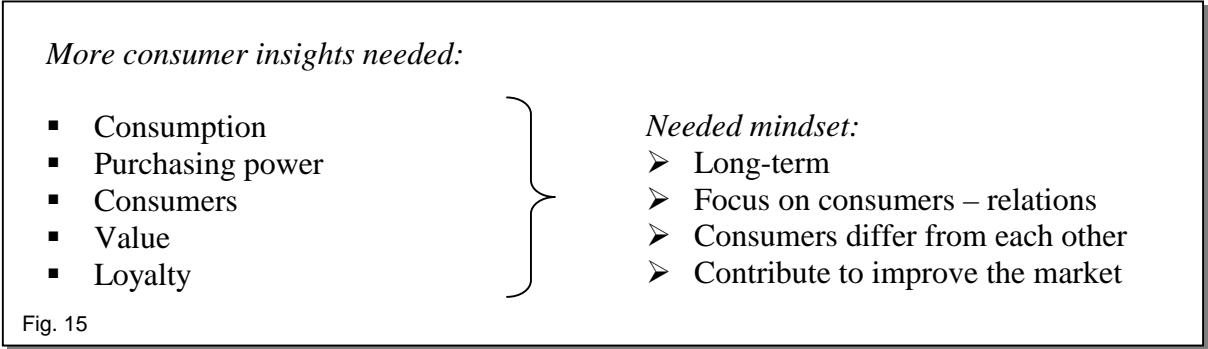 More consumer insights needed:
▪ Consumption
▪ Purchasing power
▪ Consumers
▪ Value
▪ Loyalty
Needed mindset:
➢ Long-term
➢ Focus on consumers – relations
➢ Consumers differ from each other
➢ Contribute to improve the market
Fig. 15